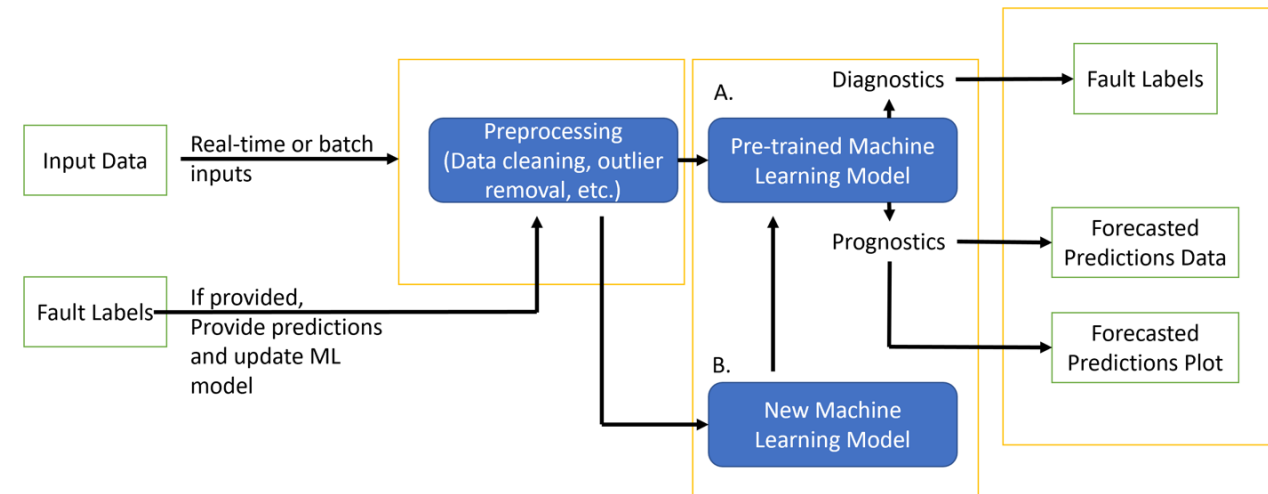 Input Data
Real-time or batch
inputs
Fault Labels
If provided,
Provide predictions
and update ML
model
Preprocessing
(Data cleaning, outlier
removal, etc.)
A.
Diagnostics
Pre-trained Machine
Learning Model
Prognostics
B.
New Machine
Learning Model
Fault Labels
Forecasted
Predictions Data
Forecasted
Predictions Plot